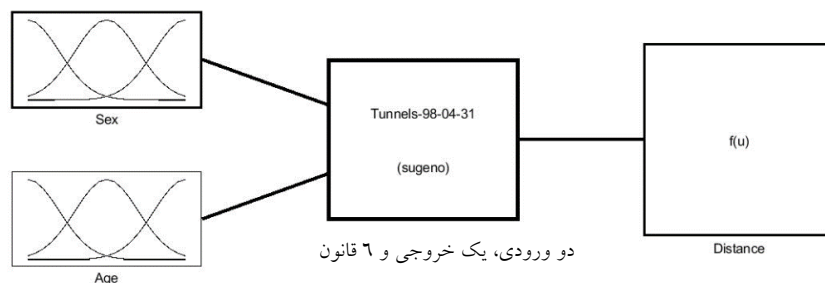 Sex
Tunnels-98-04-31
(sugeno)
f(u)
دو ورودی، یک خروجی و ٦ قانون
Distance
Age